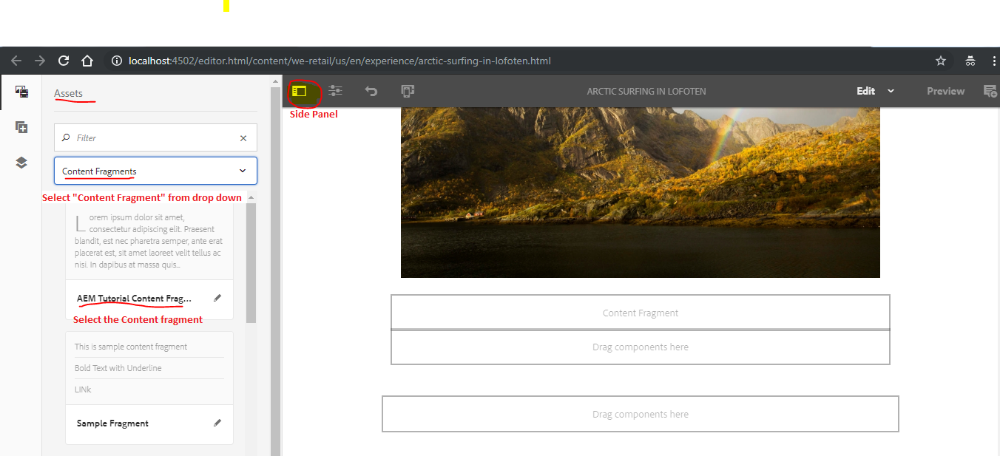 localhost:4502/editor.html/content/we-retail/us/en/experience/arctic-surfing-in-lofoten.html
Assets
ARCTIC SURFING IN LOFOTEN
Edit
Preview
Side Panel
Filter
Content Fragments
Select "Content Fragment" from drop down
Lorem ipsum dolor sit amet,
consectetur adipiscing elit. Praesent
blandit, est nec pharetra semper, ante erat
placerat est, sit amet laoreet velit tellus ac
nisi. In dapibus at massa quis...
AEM Tutorial Content Frag...
Select the Content fragment
This is sample content fragment
Bold Text with Underline
LINk
Sample Fragment
Content Fragment
Drag components here
Drag components here